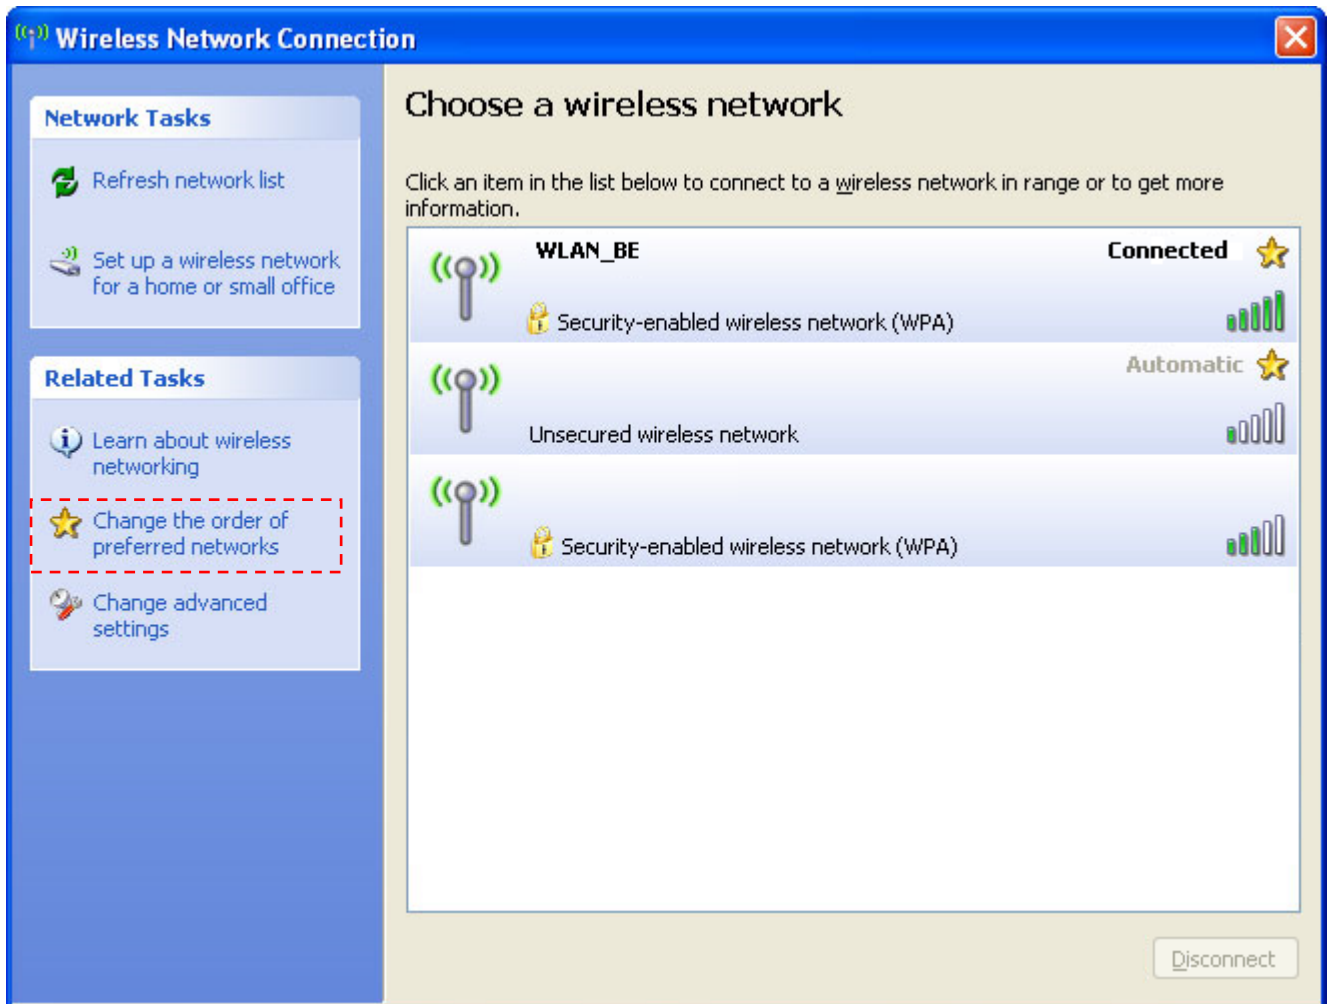 Wireless Network Connection
Network Tasks
Refresh network list
Set up a wireless network
for a home or small office
Related Tasks
Learn about wireless
networking
Change the order of
preferred networks
Change advanced
settings
Choose a wireless network
Click an item in the list below to connect to a wireless network in range or to get more
information.
WLAN_BE Connected
Security-enabled wireless network (WPA)
Automatic
Unsecured wireless network
Security-enabled wireless network (WPA)
Disconnect